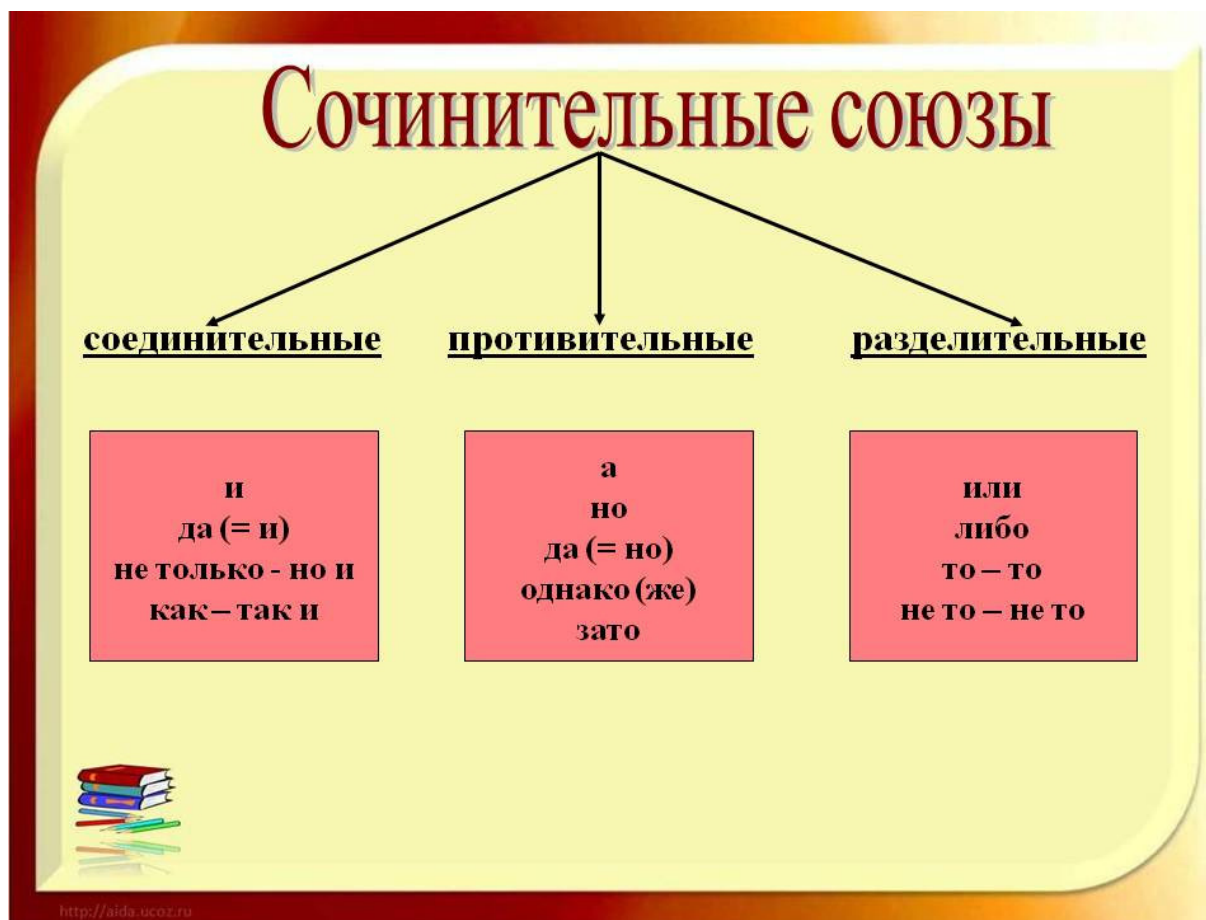 Сочинительные союзы
соединительные
противительные
разделительные
и
да (= и)
не только - но и
как – так и
а
но
да (= но)
однако (же)
зато
или
либо
то – то
не то – не то
http://aida.ucoz.ru